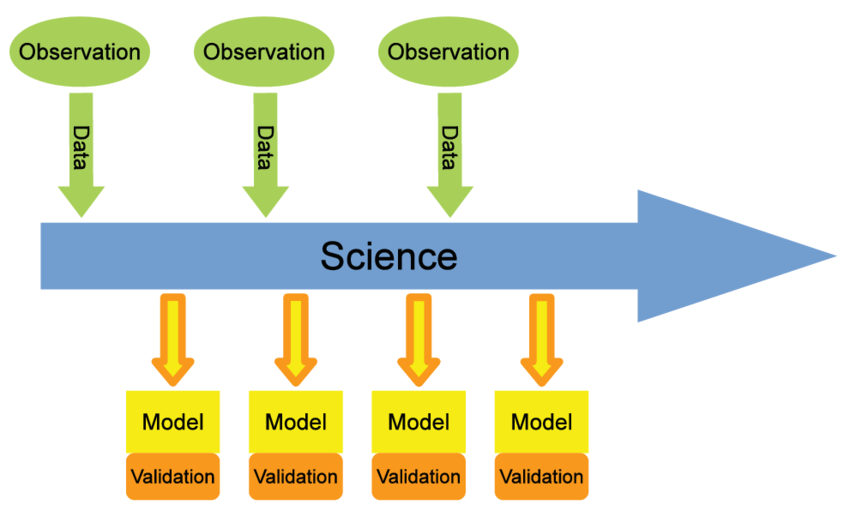 Observation
Observation
Observation
Data
Data
Data
Science
Model
Model
Model
Model
Validation
Validation
Validation
Validation